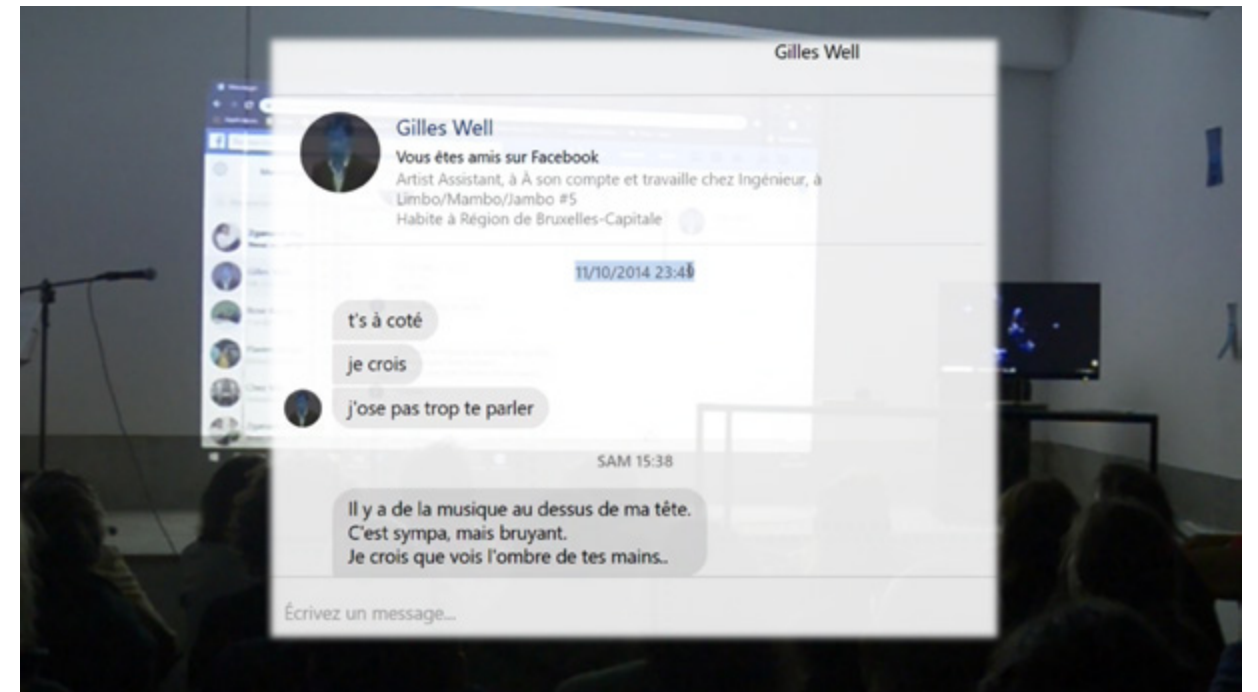 Gilles Well
Gilles Well
Vous êtes amis sur Facebook
Artist Assistant, à À son compte et travaille chez Ingénieur, à
Limbo/Mambo/Jambo #5
Habite à Région de Bruxelles-Capitale
11/10/2014 23:49
t's à coté
je crois
j'ose pas trop te parler
SAM 15:38
Il y a de la musique au dessus de ma tête.
C'est sympa, mais bruyant.
Je crois que vois l'ombre de tes mains..
Écrivez un message...